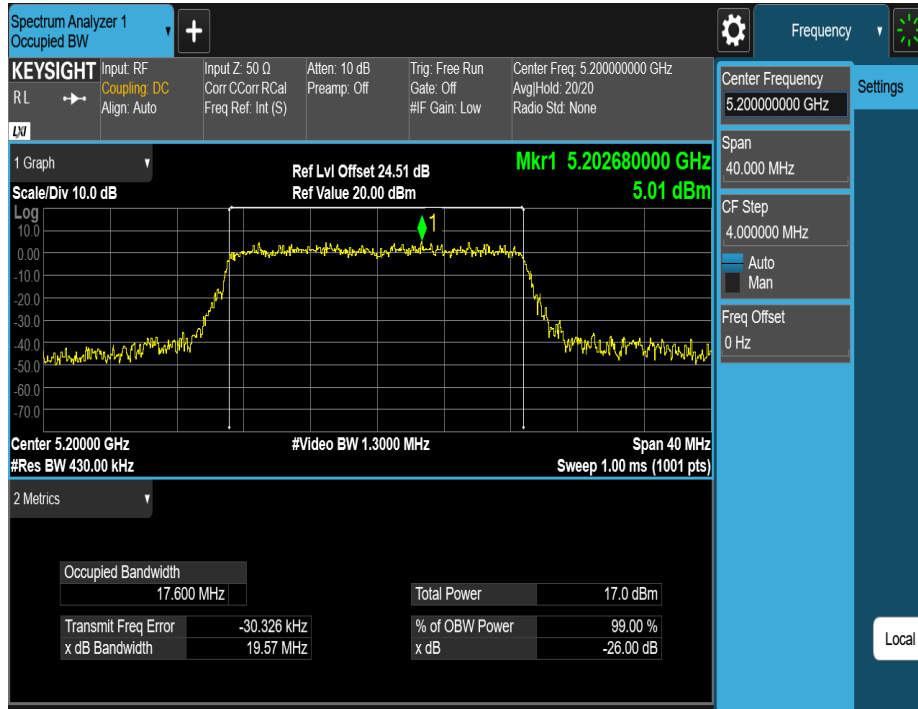 Spectrum Analyzer 1
Occupied BW
+
Frequency
KEYSIGHT
RL
LXI
Input: RF
Coupling: DC
Align: Auto
Input Z: 50 Ω
Corr CCorr RCal
Freq Ref: Int (S)
Atten: 10 dB
Preamp: Off
Trig: Free Run
Gate: Off
#IF Gain: Low
Center Freq: 5.200000000 GHz
Avg|Hold: 20/20
Radio Std: None
Center Frequency
5.200000000 GHz
Settings
Span
40.000 MHz
CF Step
4.000000 MHz
Auto
Man
Freq Offset
0 Hz
Local
1 Graph
Scale/Div 10.0 dB
Ref Lvl Offset 24.51 dB
Ref Value 20.00 dBm
Mkr1 5.202680000 GHz
5.01 dBm
Log
10.0
0.00
-10.0
-20.0
-30.0
-40.0
-50.0
-60.0
-70.0
1
Center 5.20000 GHz
#Video BW 1.3000 MHz
Span 40 MHz
#Res BW 430.00 kHz
Sweep 1.00 ms (1001 pts)
2 Metrics
Occupied Bandwidth
17.600 MHz
Total Power 17.0 dBm
Transmit Freq Error -30.326 kHz
% of OBW Power 99.00 %
x dB Bandwidth 19.57 MHz
x dB -26.00 dB